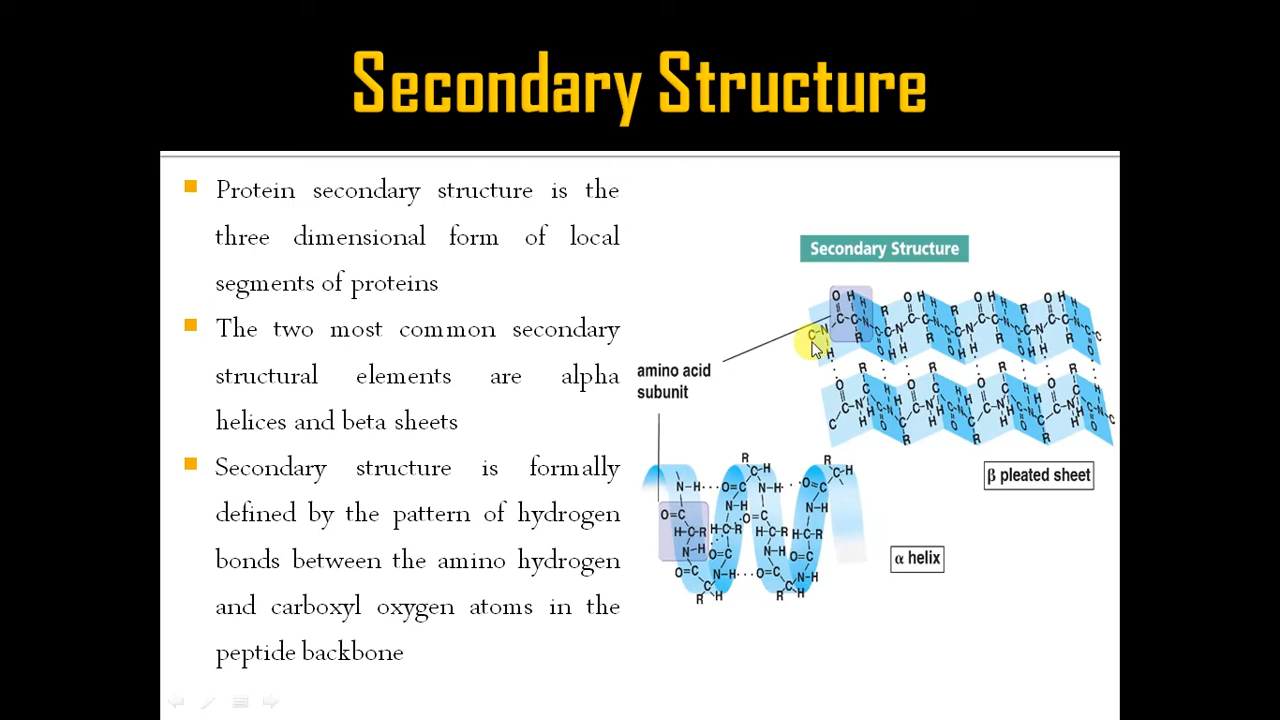 Secondary Structure
Protein secondary structure is the
three dimensional form of local
segments of proteins
The two most common secondary
structural elements are alpha
helices and beta sheets
Secondary structure is formally
defined by the pattern of hydrogen
bonds between the amino hydrogen
and carboxyl oxygen atoms in the
peptide backbone
Secondary Structure
amino acid
subunit
β pleated sheet
α helix